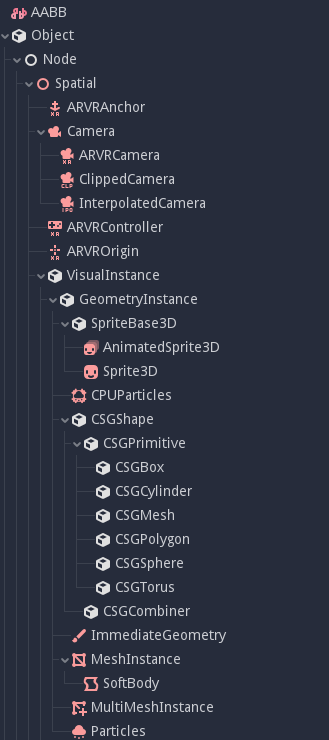 AABB
Object
Node
Spatial
ARVRAnchor
Camera
ARVRCamera
ClippedCamera
InterpolatedCamera
ARVRController
ARVROrigin
VisualInstance
GeometryInstance
SpriteBase3D
AnimatedSprite3D
Sprite3D
CPUParticles
CSGShape
CSGPrimitive
CSGBox
CSGCylinder
CSGMesh
CSGPolygon
CSGSphere
CSGTorus
CSGCombiner
ImmediateGeometry
MeshInstance
SoftBody
MultiMeshInstance
Particles